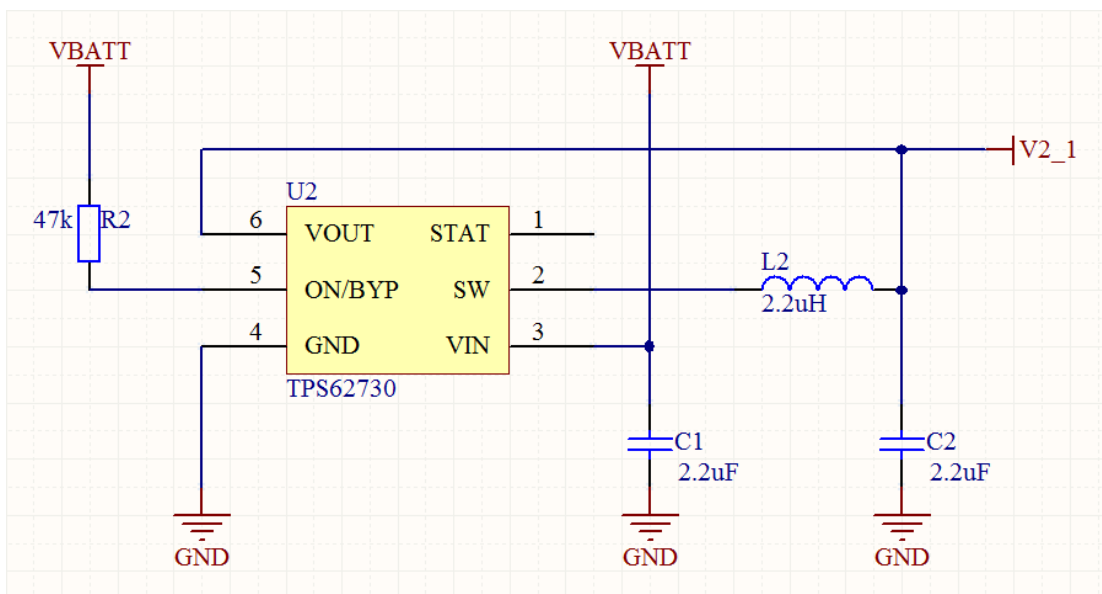 VBATT
VBATT
V2_1
U2
47k R2
6 VOUT STAT 1
5 ON/BYP SW 2
L2
2.2uH
4 GND VIN 3
TPS62730
C1
2.2uF
C2
2.2uF
GND
GND
GND